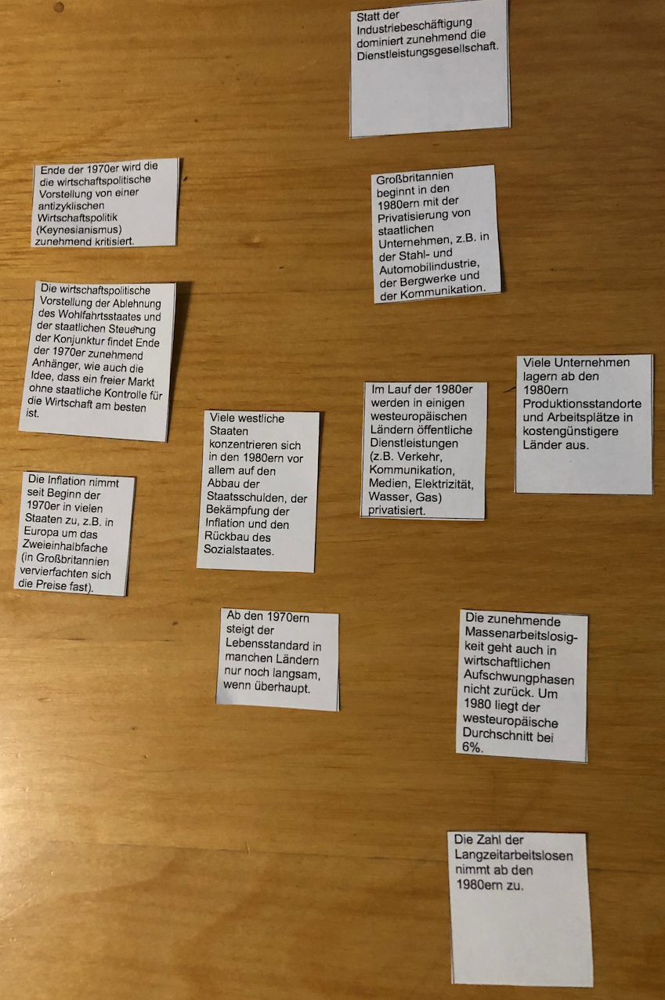 Statt der
Industriebeschäftigung
dominiert zunehmend die
Dienstleistungsgesellschaft.
Ende der 1970er wird die
die wirtschaftspolitische
Vorstellung von einer
antizyklischen
Wirtschaftspolitik
(Keynesianismus)
zunehmend kritisiert.
Großbritannien
beginnt in den
1980ern mit der
Privatisierung von
staatlichen
Unternehmen, z.B. in
der Stahl- und
Automobilindustrie,
der Bergwerke und
der Kommunikation.
Die wirtschaftspolitische
Vorstellung der Ablehnung
des Wohlfahrtsstaates und
der staatlichen Steuerung
der Konjunktur findet Ende
der 1970er zunehmend
Anhänger, wie auch die
Idee, dass ein freier Markt
ohne staatliche Kontrolle für
die Wirtschaft am besten
ist.
Viele westliche
Staaten
konzentrieren sich
in den 1980ern vor
allem auf den
Abbau der
Staatsschulden, der
Bekämpfung der
Inflation und den
Rückbau des
Sozialstaates.
Im Lauf der 1980er
werden in einigen
westeuropäischen
Ländern öffentliche
Dienstleistungen
(z.B. Verkehr,
Kommunikation,
Medien, Elektrizität,
Wasser, Gas)
privatisiert.
Viele Unternehmen
lagern ab den
1980ern
Produktionsstandorte
und Arbeitsplätze in
kostengünstigere
Länder aus.
Die Inflation nimmt
seit Beginn der
1970er in vielen
Staaten zu, z.B. in
Europa um das
Zweieinhalbfache
(in Großbritannien
vervierfachten sich
die Preise fast).
Ab den 1970ern
steigt der
Lebensstandard in
manchen Ländern
nur noch langsam,
wenn überhaupt.
Die zunehmende
Massenarbeitslosig-
keit geht auch in
wirtschaftlichen
Aufschwungphasen
nicht zurück. Um
1980 liegt der
westeuropäische
Durchschnitt bei
6%.
Die Zahl der
Langzeitarbeitslosen
nimmt ab den
1980ern zu.